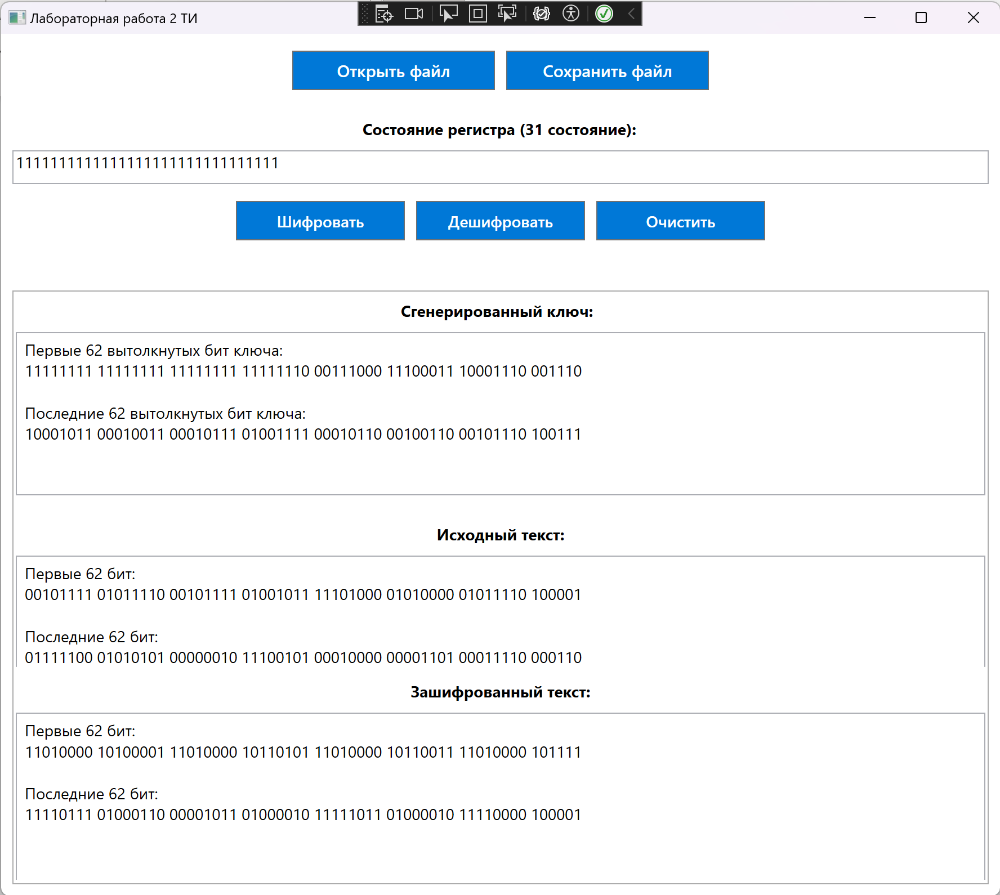 Лабораторная работа 2 ТИ
Открыть файл
Сохранить файл
Состояние регистра (31 состояние):
1111111111111111111111111111111
Шифровать
Дешифровать
Очистить
Сгенерированный ключ:
Первые 62 вытолкнутых бит ключа:
11111111 11111111 11111111 11111110 00111000 11100011 10001110 001110
Последние 62 вытолкнутых бит ключа:
10001011 00010011 00010111 01001111 00010110 00100110 00101110 100111
Исходный текст:
Первые 62 бит:
00101111 01011110 00101111 01001011 11101000 01010000 01011110 100001
Последние 62 бит:
01111100 01010101 00000010 11100101 00010000 00001101 00011110 000110
Зашифрованный текст:
Первые 62 бит:
11010000 10100001 11010000 10110101 11010000 10110011 11010000 101111
Последние 62 бит:
11110111 01000110 00001011 01000010 11111011 01000010 11110000 100001